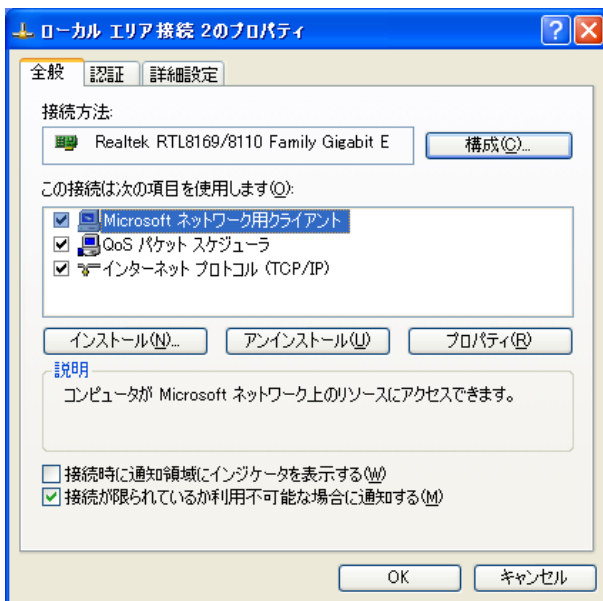 ローカル エリア接続 2のプロパティ
全般 認証 詳細設定
接続方法:
Realtek RTL8169/8110 Family Gigabit E 構成(C)...
この接続は次の項目を使用します(O):
Microsoft ネットワーク用クライアント
QoS パケット スケジューラ
インターネット プロトコル (TCP/IP)
インストール(N)... アンインストール(U) プロパティ(R)
説明
コンピュータが Microsoft ネットワーク上のリソースにアクセスできます。
接続時に通知領域にインジケータを表示する(W)
接続が限られているか利用不可能な場合に通知する(M)
OK キャンセル